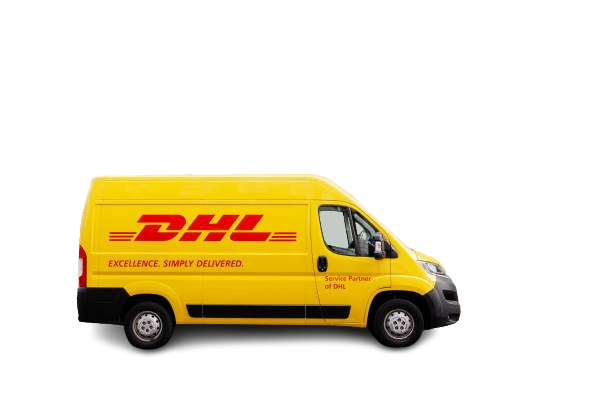 DHL
EXCELLENCE. SIMPLY DELIVERED.
Service Partner
of DHL